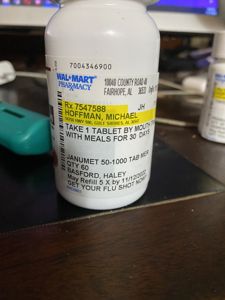 7004346900
WAL*MART
PHARMACY
10040 COUNTY ROAD
FAIRHOPE, AL
Rx 7547588 JH
HOFFMAN, MICHAEL
TAKE 1 TABLET BY MOUTH
WITH MEALS FOR 30 DAYS
JANUMET 50-1000 TAB MER
QTY 60
BASFORD, HALEY
May Refill 5 X by
GET YOUR FLU SHOT NOW